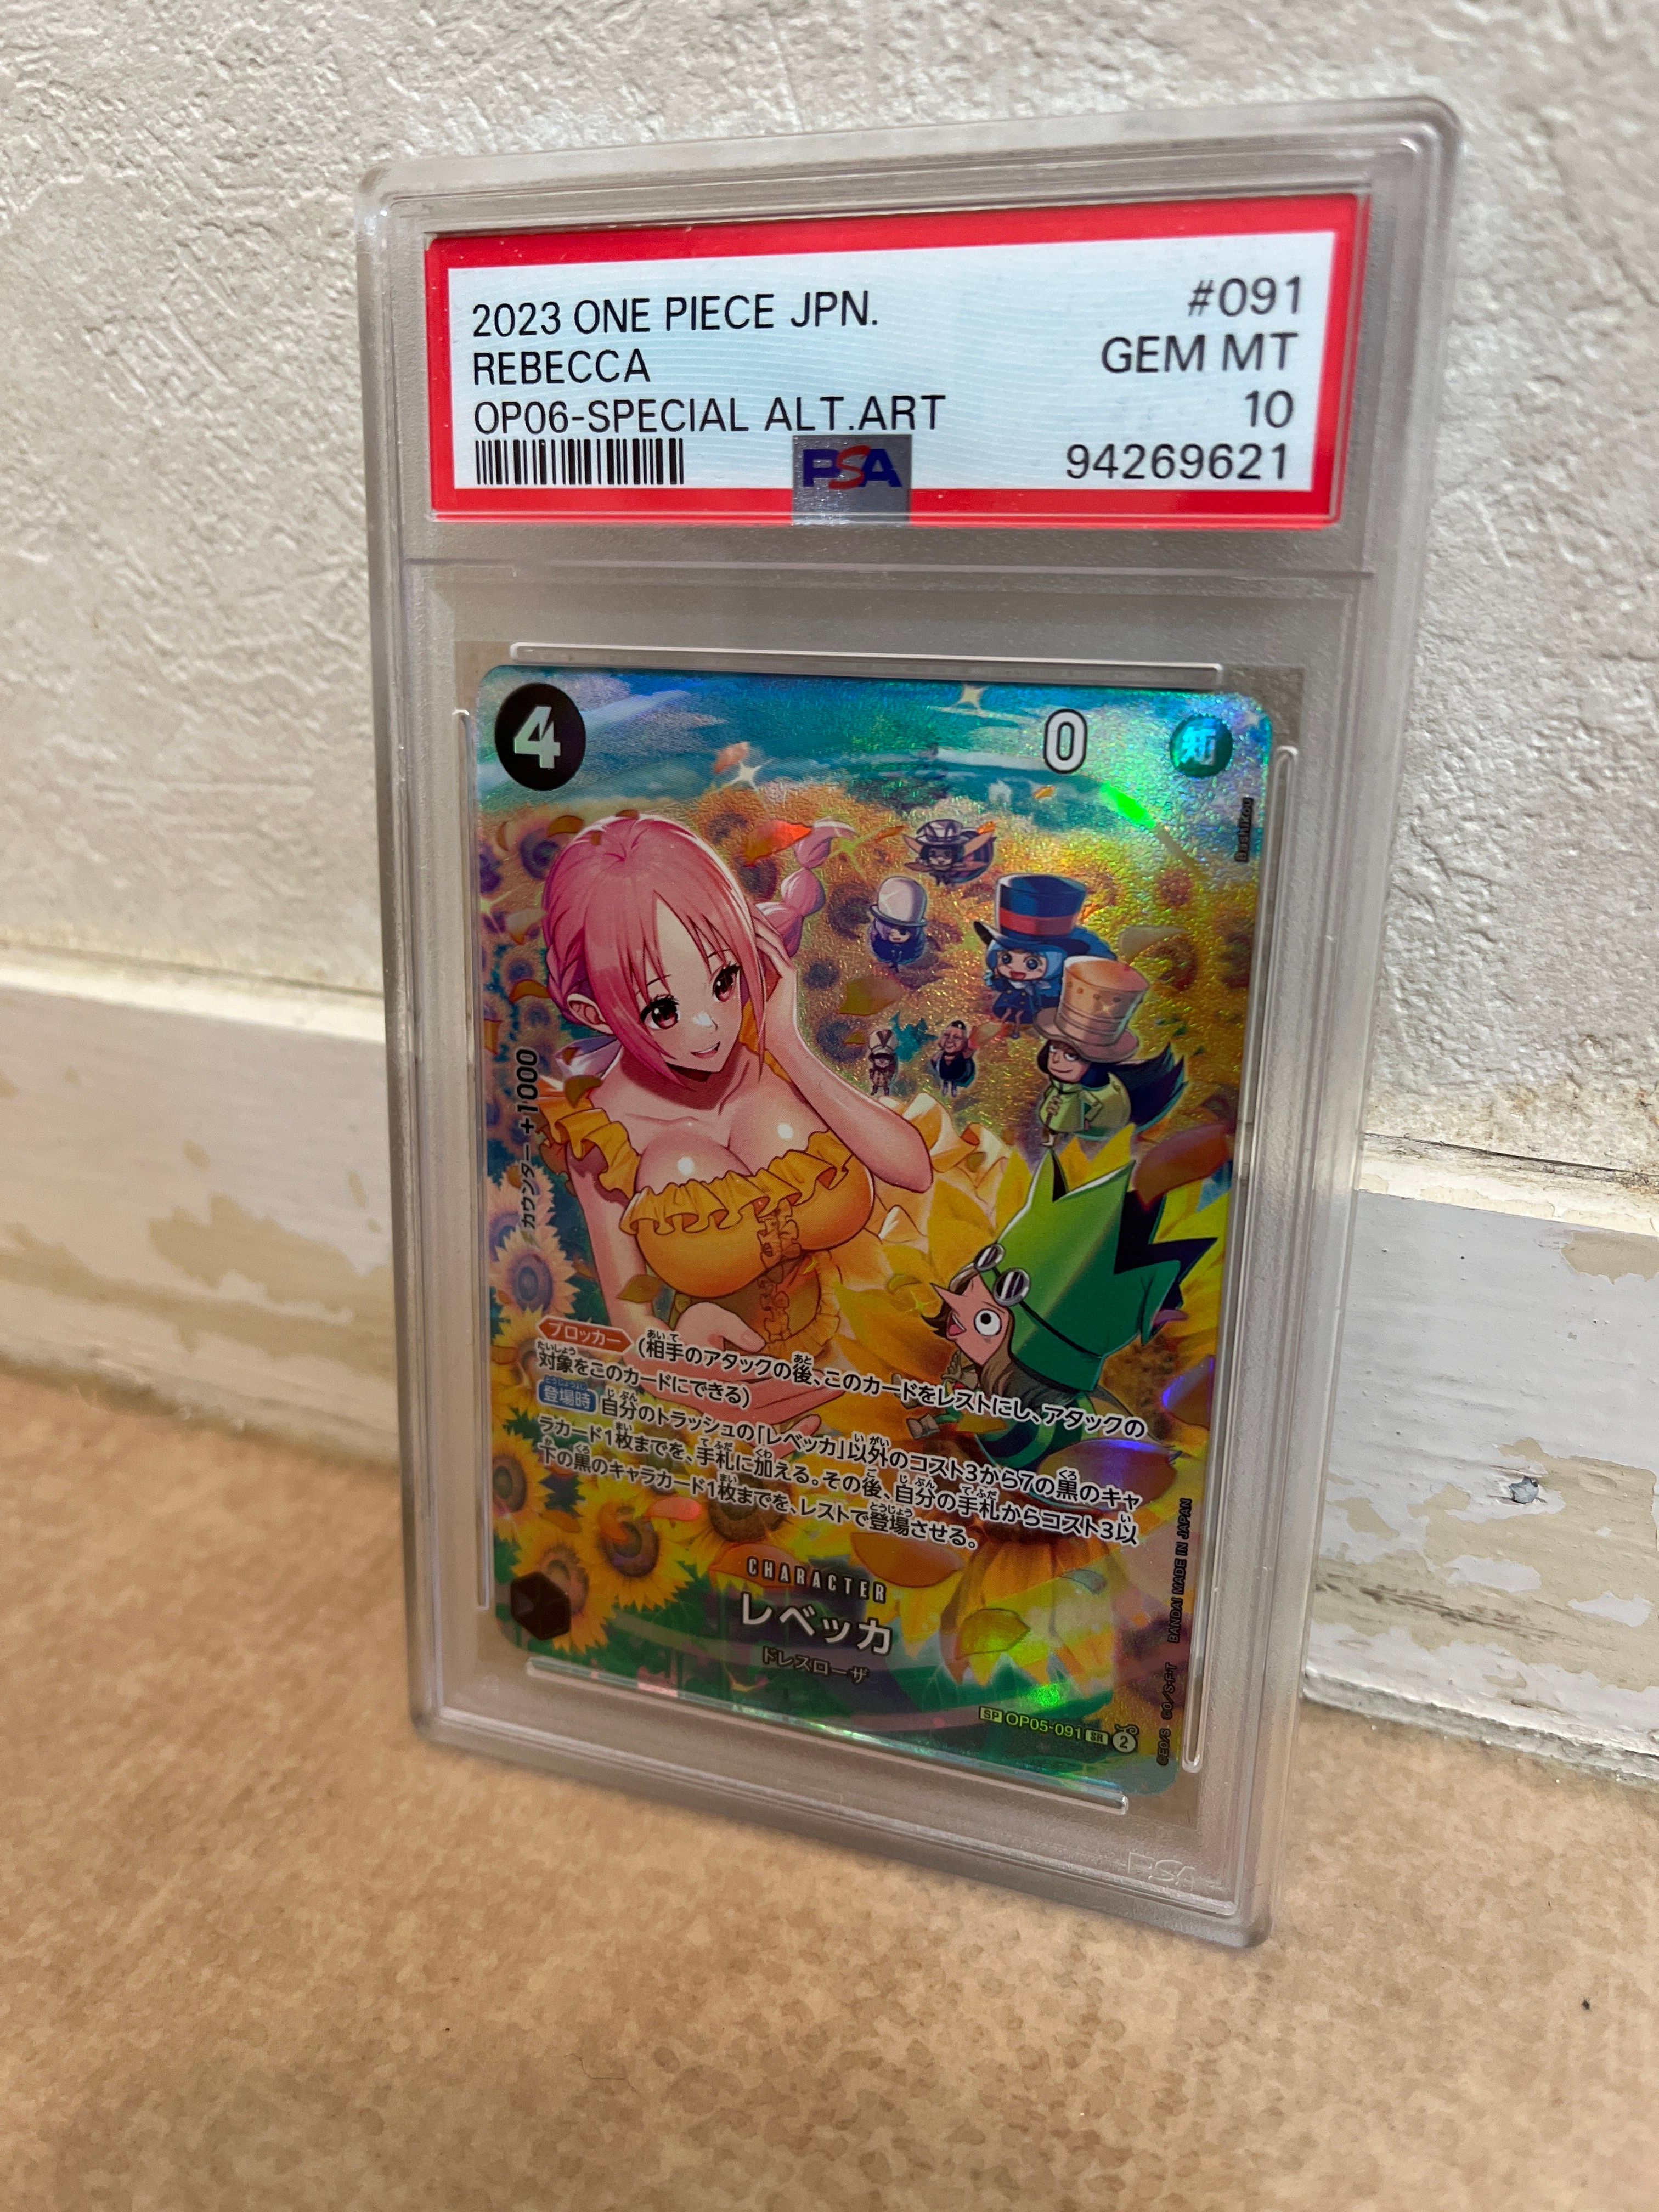 2023 ONE PIECE JPN. #091
REBECCA GEM MT
OP06-SPECIAL ALT.ART 10
PSA 94269621
4 0
カウンター+1000
ブロッカー (相手のアタックの後、このカードをレストにし、アタックの
対象をこのカードにできる)
登場時 自分のトラッシュの「レベッカ」以外のコスト3から7の黒のキャ
ラカード1枚までを、手札に加える。その後、自分の手札からコスト3以
下の黒のキャラカード1枚までを、レストで登場させる。
CHARACTER
レベッカ
ドレスローザ
SP OP05-091 SR 2
BANDAI MADE IN JAPAN
PSA